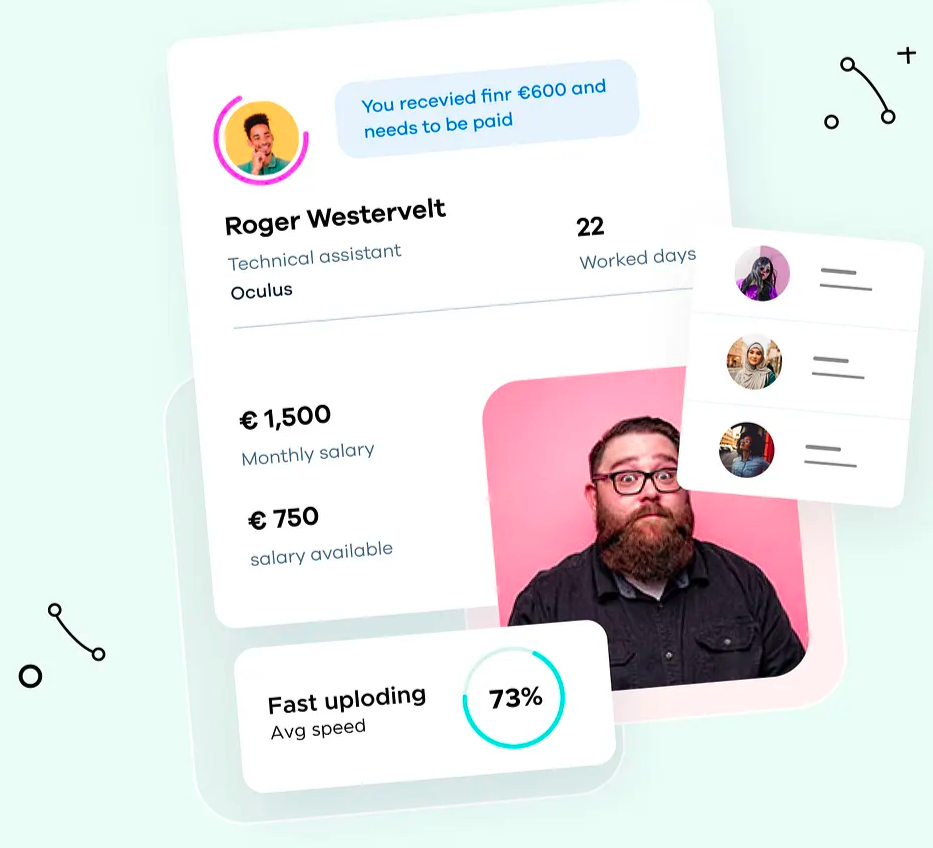 You recevied finr €600 and
needs to be paid
Roger Westervelt
Technical assistant
Oculus
22
Worked days
€ 1,500
Monthly salary
€ 750
salary available
Fast uploding
Avg speed
73%